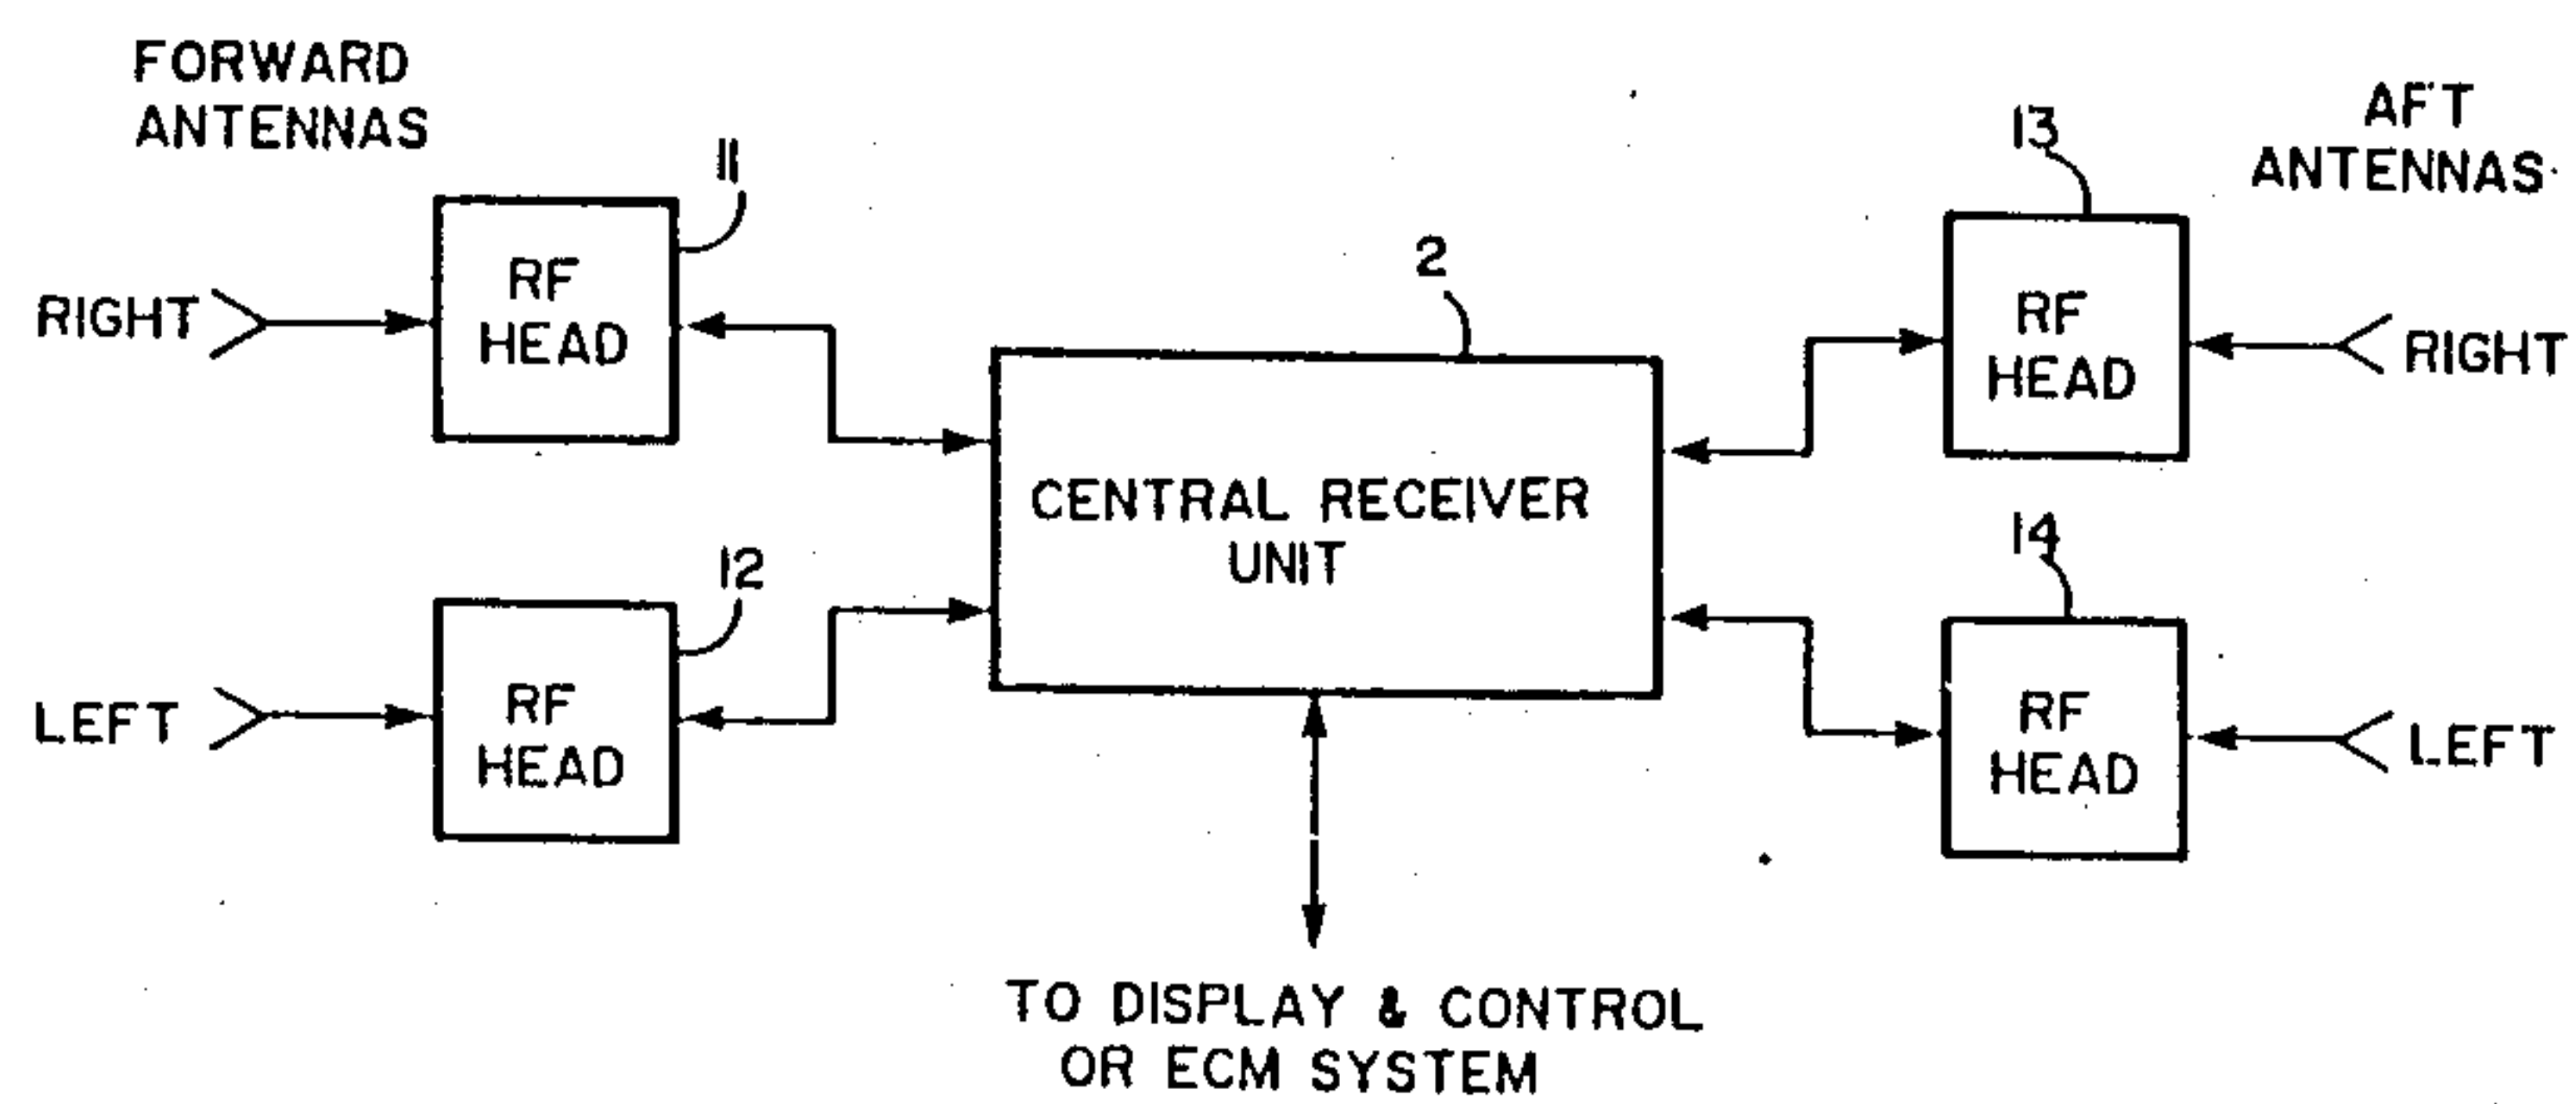 FORWARD
ANTENNAS
11
RF
HEAD
RIGHT
12
RF
HEAD
LEFT
2
CENTRAL RECEIVER
UNIT
13
AFT
ANTENNAS
RF
HEAD
RIGHT
14
RF
HEAD
LEFT
TO DISPLAY & CONTROL
OR ECM SYSTEM